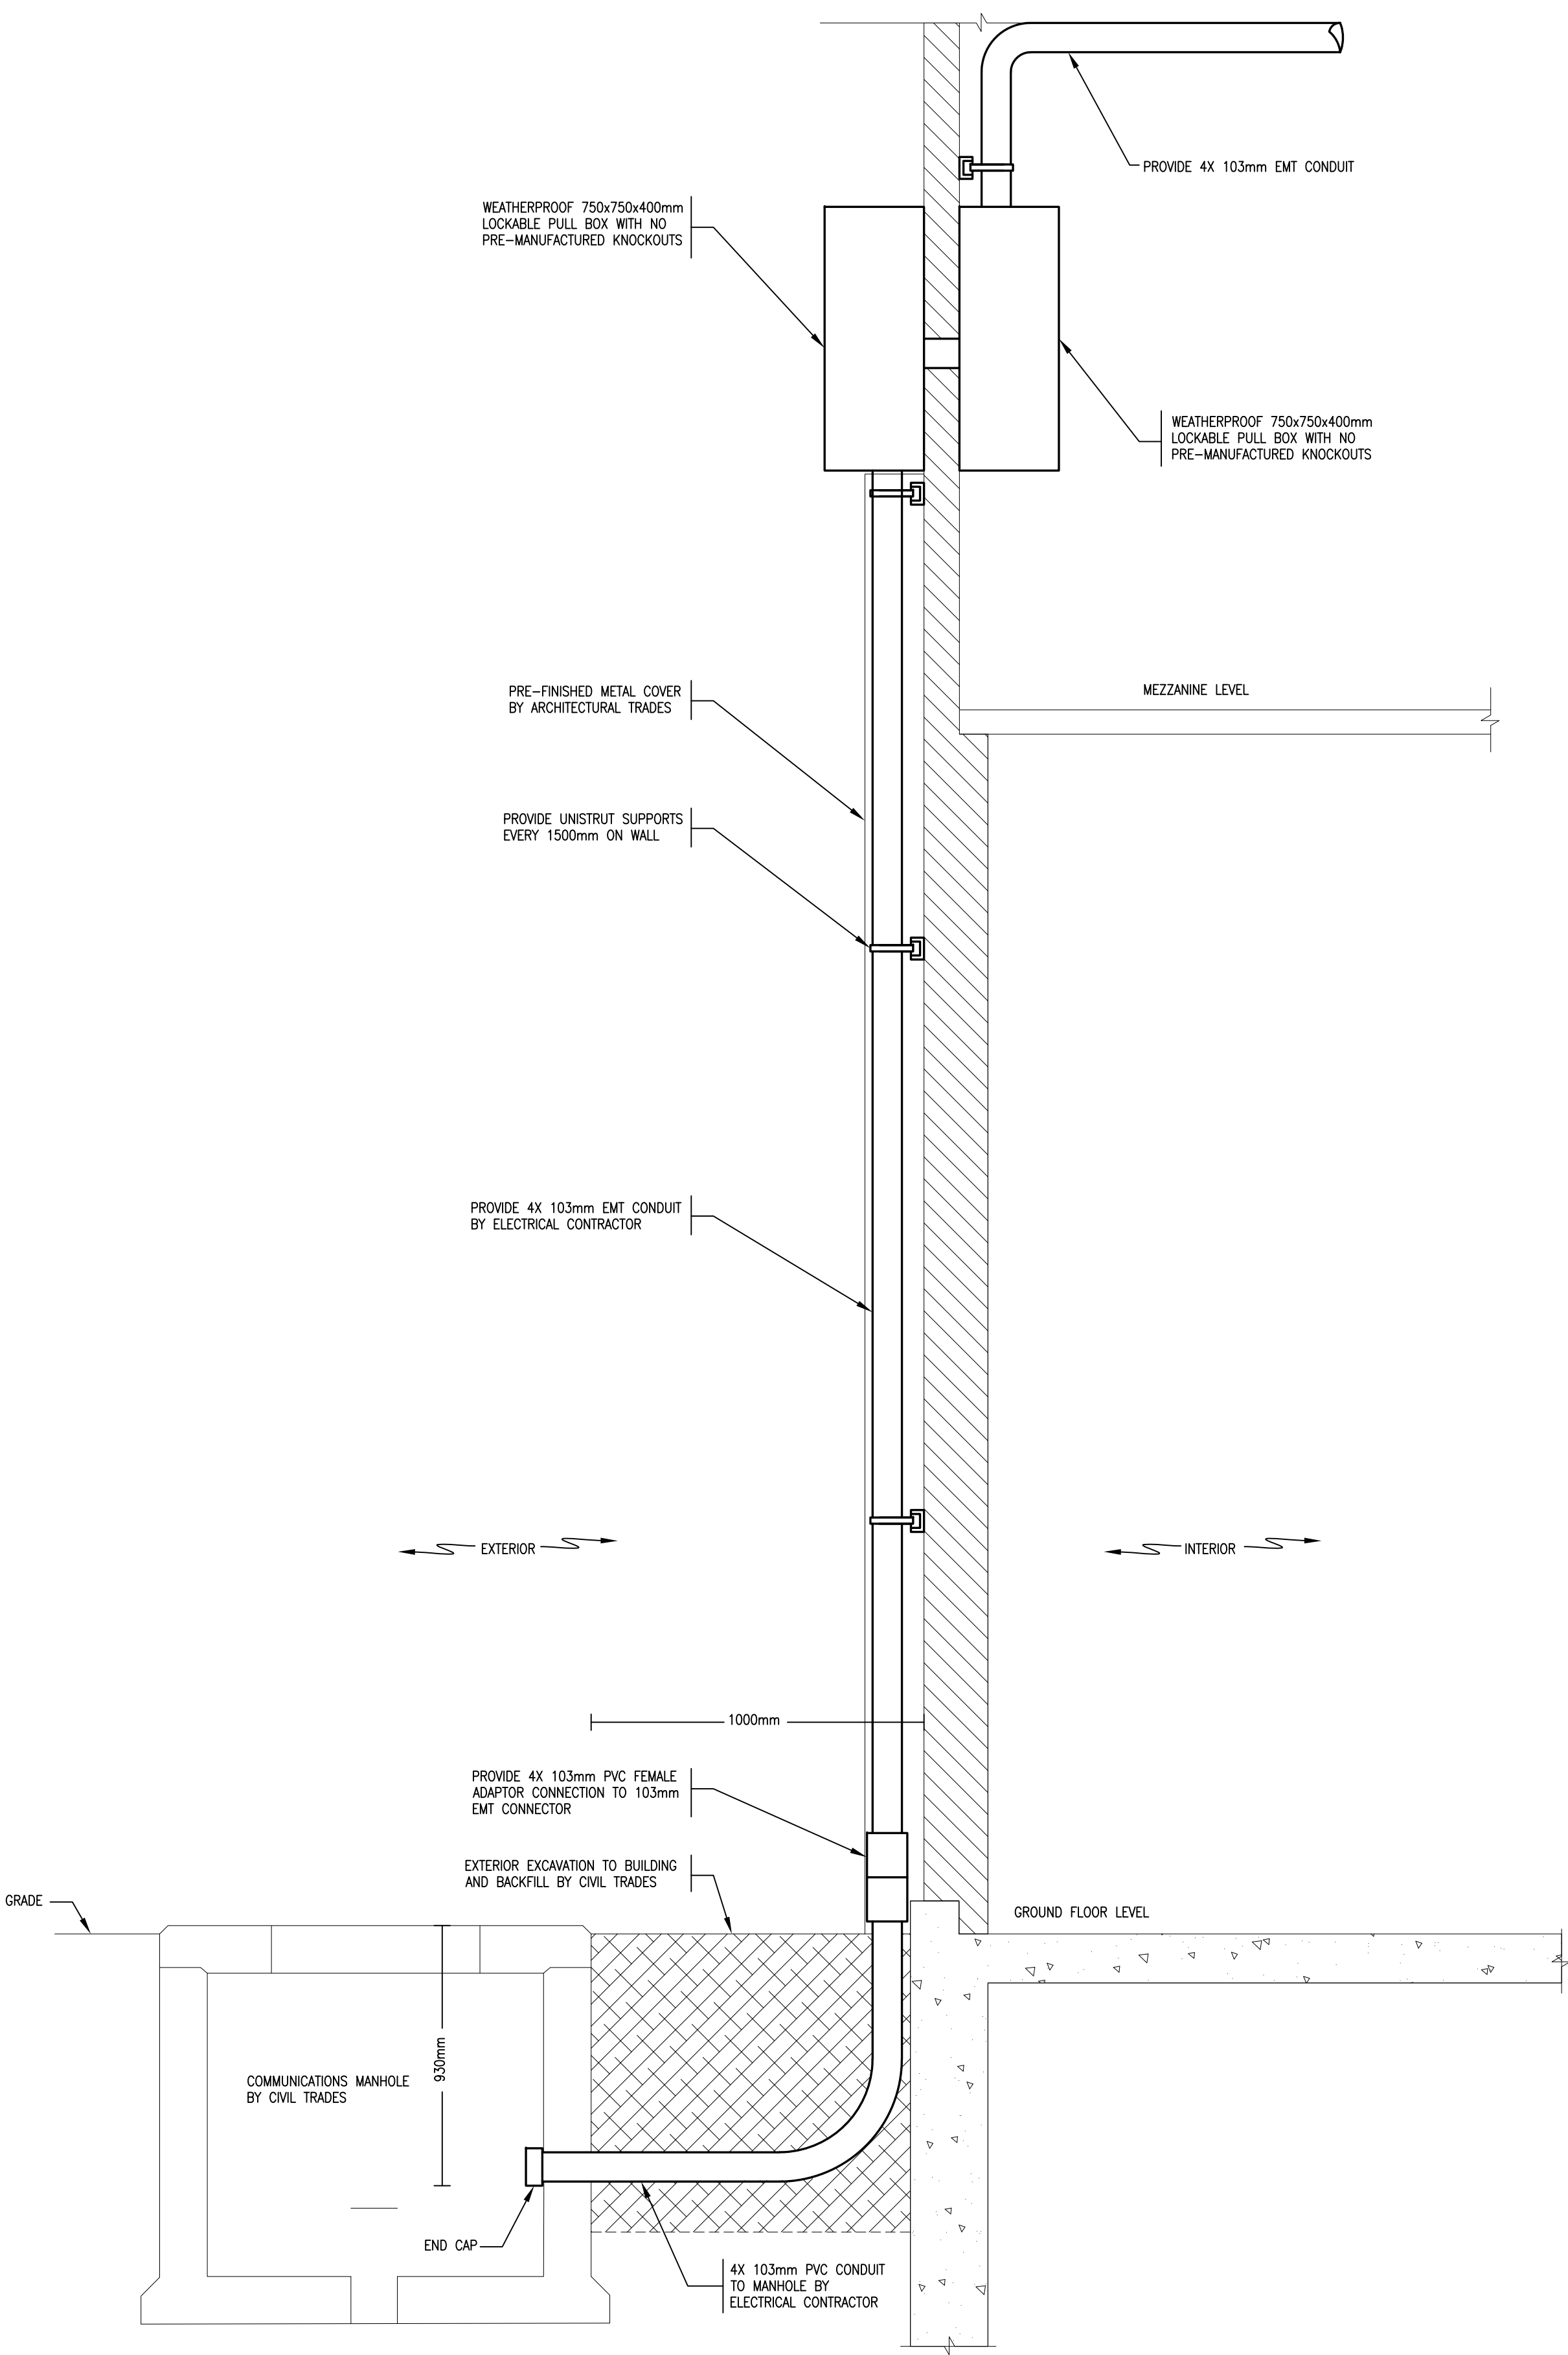 PROVIDE 4X 103mm EMT CONDUIT
WEATHERPROOF 750x750x400mm
LOCKABLE PULL BOX WITH NO
PRE-MANUFACTURED KNOCKOUTS
WEATHERPROOF 750x750x400mm
LOCKABLE PULL BOX WITH NO
PRE-MANUFACTURED KNOCKOUTS
PRE-FINISHED METAL COVER
BY ARCHITECTURAL TRADES
MEZZANINE LEVEL
PROVIDE UNISTRUT SUPPORTS
EVERY 1500mm ON WALL
PROVIDE 4X 103mm EMT CONDUIT
BY ELECTRICAL CONTRACTOR
EXTERIOR
INTERIOR
1000mm
PROVIDE 4X 103mm PVC FEMALE
ADAPTOR CONNECTION TO 103mm
EMT CONNECTOR
EXTERIOR EXCAVATION TO BUILDING
AND BACKFILL BY CIVIL TRADES
GRADE
GROUND FLOOR LEVEL
930mm
COMMUNICATIONS MANHOLE
BY CIVIL TRADES
END CAP
4X 103mm PVC CONDUIT
TO MANHOLE BY
ELECTRICAL CONTRACTOR